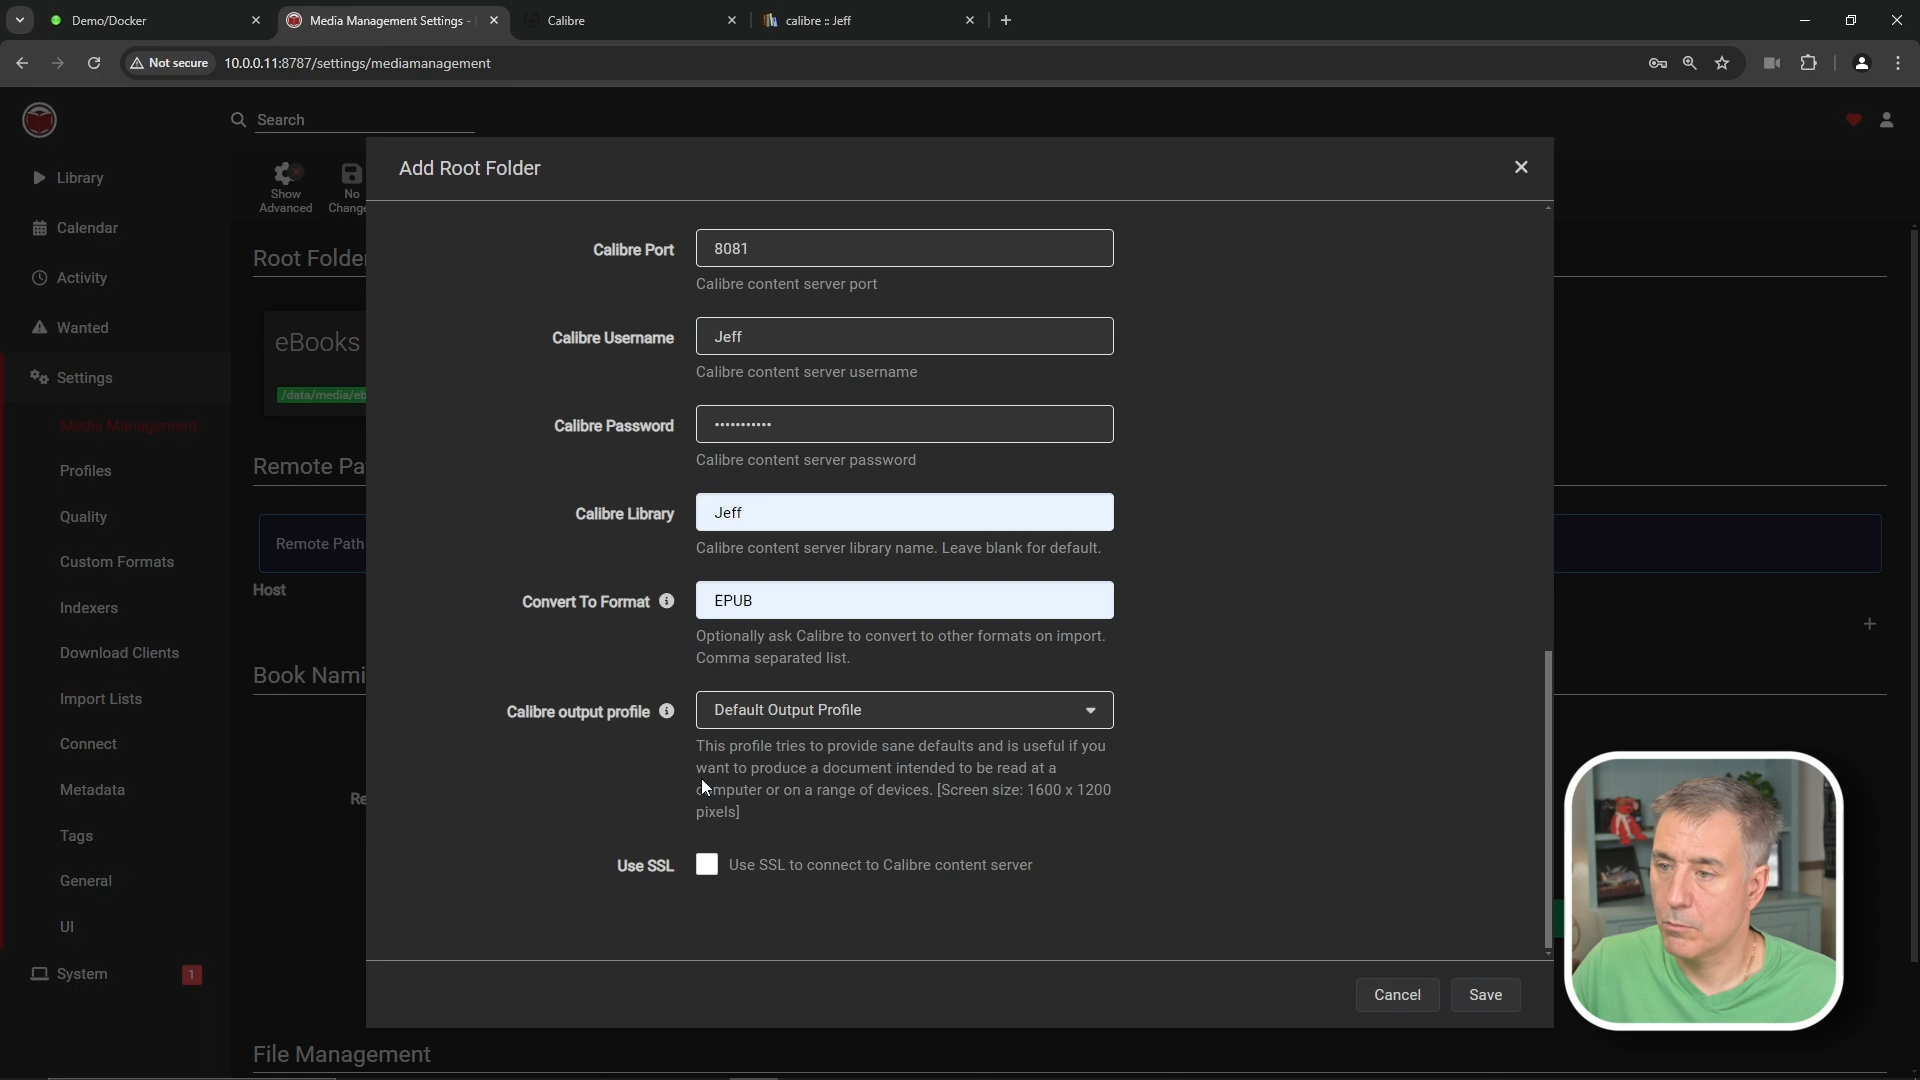 Demo/Docker
Media Management Settings -
Calibre
calibre :: Jeff
Not secure
10.0.0.11:8787/settings/mediamanagement
Search
Library
Calendar
Activity
Wanted
Settings
Media Management
Profiles
Quality
Custom Formats
Indexers
Download Clients
Import Lists
Connect
Metadata
Tags
General
UI
System
1
Show
Advanced
No
Change
Root Folde
eBooks
/data/media/eb
Remote Pa
Remote Path
Host
Book Nami
Re
File Management
Add Root Folder
Calibre Port
8081
Calibre content server port
Calibre Username
Jeff
Calibre content server username
Calibre Password
•••••••••••
Calibre content server password
Calibre Library
Jeff
Calibre content server library name. Leave blank for default.
Convert To Format
EPUB
Optionally ask Calibre to convert to other formats on import.
Comma separated list.
Calibre output profile
Default Output Profile
This profile tries to provide sane defaults and is useful if you
want to produce a document intended to be read at a
computer or on a range of devices. [Screen size: 1600 x 1200
pixels]
Use SSL
Use SSL to connect to Calibre content server
Cancel
Save